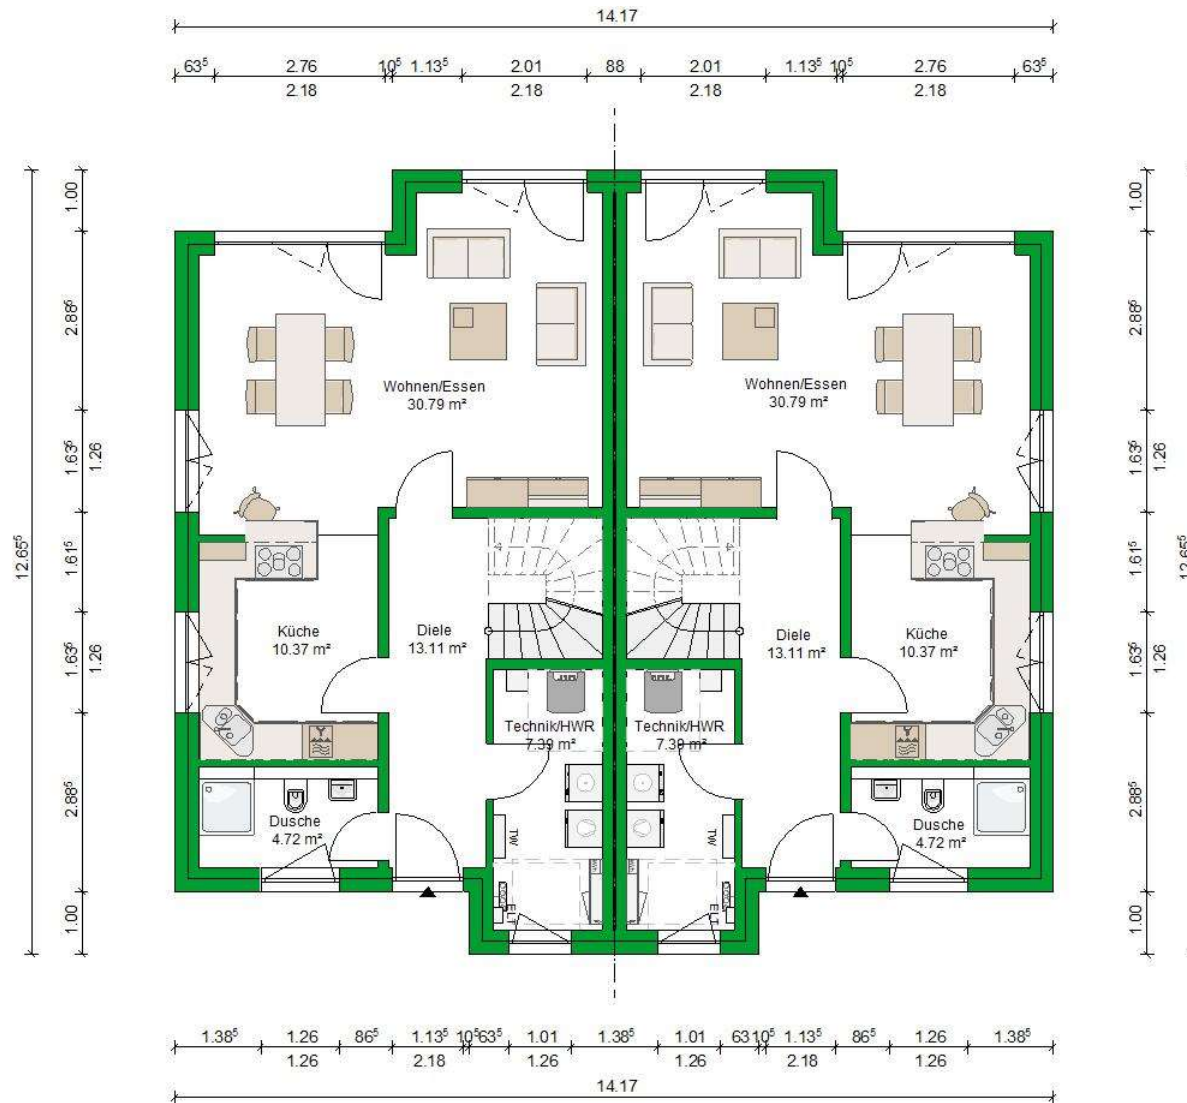 14.17
63⁵ 2.76 10⁵ 1.13⁵ 2.01 88 2.01 1.13⁵ 10⁵ 2.76 63⁵
2.18 2.18 2.18 2.18
1.00 1.00
2.88⁵ 2.88⁵
Wohnen/Essen Wohnen/Essen
30.79 m² 30.79 m²
1.63⁵ 1.26 1.63⁵ 1.26
12.65⁵ 12.65⁵
1.61⁵ 1.61⁵
Küche Diele Diele Küche
10.37 m² 13.11 m² 13.11 m² 10.37 m²
1.63⁵ 1.26 1.63⁵ 1.26
Technik/HWR Technik/HWR
7.39 m² 7.39 m²
2.88⁵ 2.88⁵
Dusche Dusche
4.72 m² 4.72 m²
TW TW
ELT ELT
1.00 1.00
1.38⁵ 1.26 86⁵ 1.13⁵ 10⁵ 63⁵ 1.01 1.38⁵ 1.01 63 10⁵ 1.13⁵ 86⁵ 1.26 1.38⁵
1.26 2.18 1.26 1.26 2.18 1.26
14.17